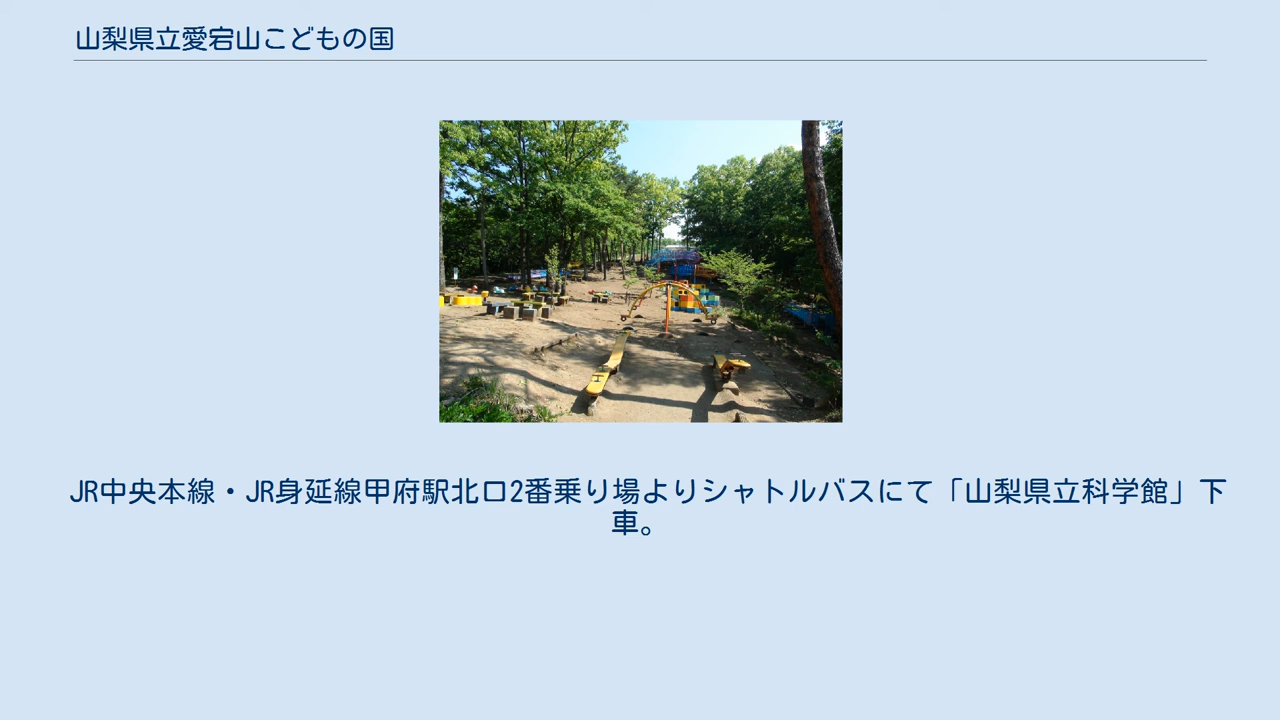 山梨県立愛宕山こどもの国
JR中央本線・JR身延線甲府駅北口2番乗り場よりシャトルバスにて「山梨県立科学館」下
車。